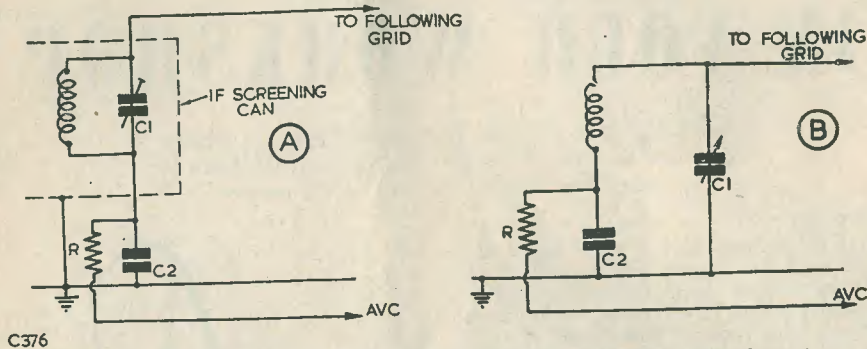 TO FOLLOWING
GRID
IF SCREENING
CAN
C1
A
R
C2
AVC
TO FOLLOWING
GRID
B
C1
R
C2
AVC
C376